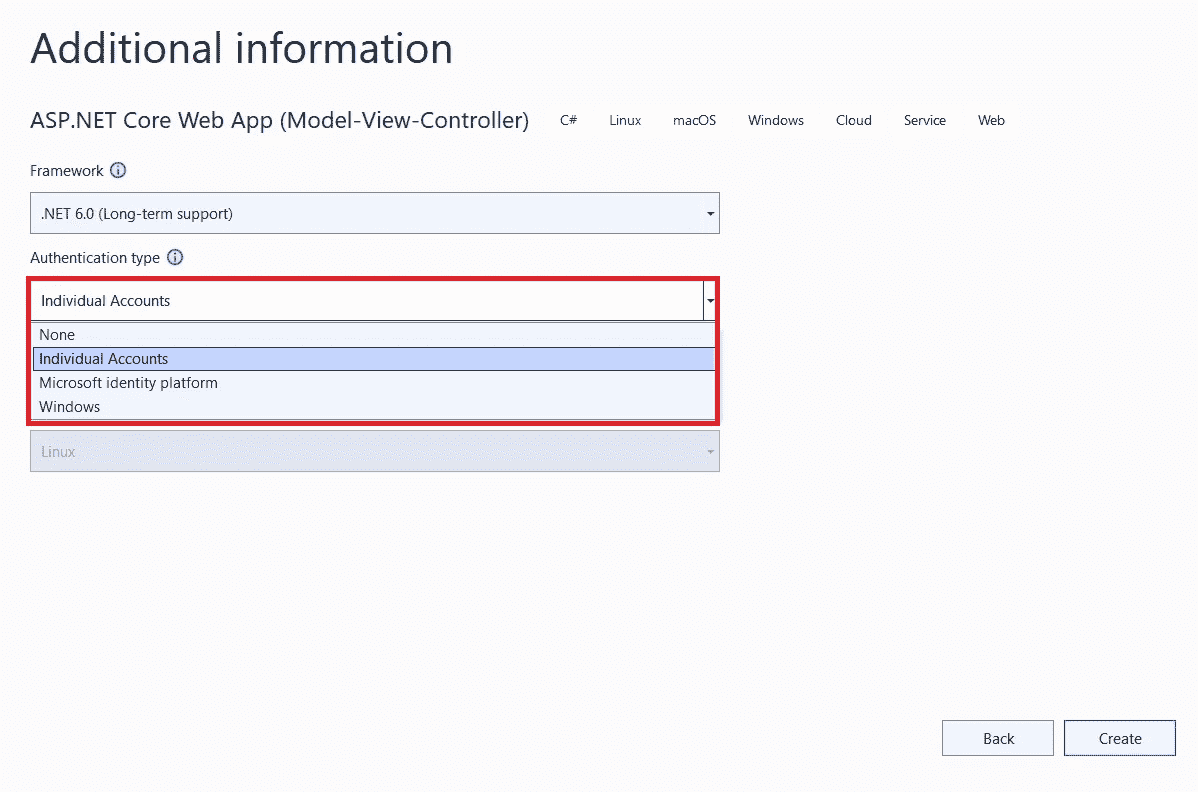 Additional information
ASP.NET Core Web App (Model-View-Controller) C# Linux macOS Windows Cloud Service Web
Framework
.NET 6.0 (Long-term support)
Authentication type
Individual Accounts
None
Individual Accounts
Microsoft identity platform
Windows
Linux
Back Create